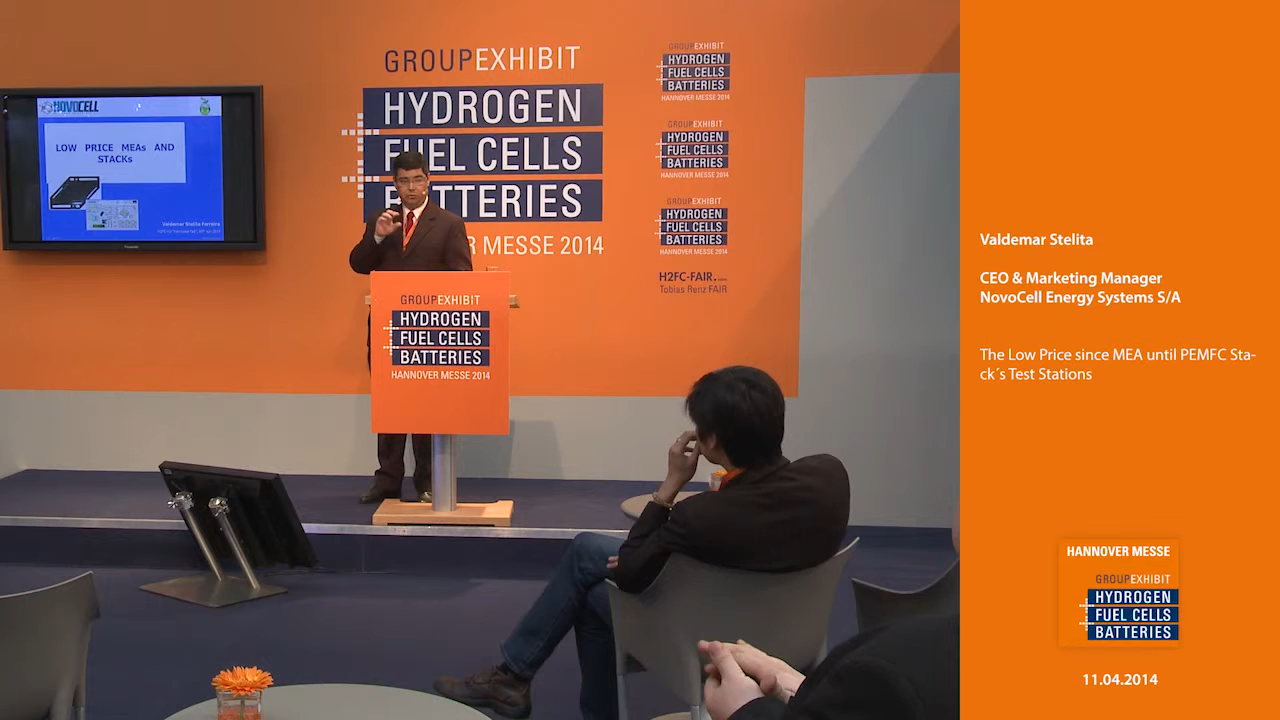 GROUPEXHIBIT
HYDROGEN
FUEL CELLS
BATTERIES
R MESSE 2014
GROUPEXHIBIT
HYDROGEN
FUEL CELLS
BATTERIES
HANNOVER MESSE 2014
GROUPEXHIBIT
HYDROGEN
FUEL CELLS
BATTERIES
HANNOVER MESSE 2014
GROUPEXHIBIT
HYDROGEN
FUEL CELLS
BATTERIES
HANNOVER MESSE 2014
H2FC-FAIR.com
Tobias Renz FAIR
NOVOCELL
LOW PRICE MEAs AND
STACKs
Valdemar Stelita Ferreira
GROUPEXHIBIT
HYDROGEN
FUEL CELLS
BATTERIES
HANNOVER MESSE 2014
Valdemar Stelita
CEO & Marketing Manager
NovoCell Energy Systems S/A
The Low Price since MEA until PEMFC Sta-
ck´s Test Stations
HANNOVER MESSE
GROUPEXHIBIT
HYDROGEN
FUEL CELLS
BATTERIES
11.04.2014